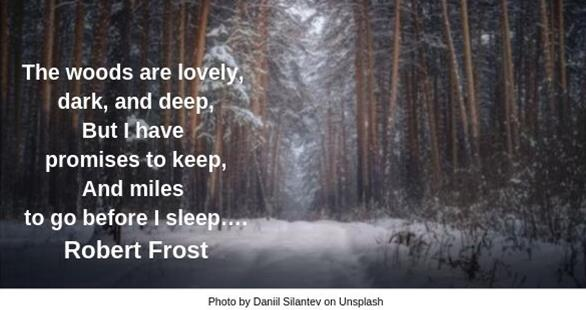 The woods are lovely,
dark, and deep,
But I have
promises to keep,
And miles
to go before I sleep....
Robert Frost
Photo by Daniil Silantev on Unsplash